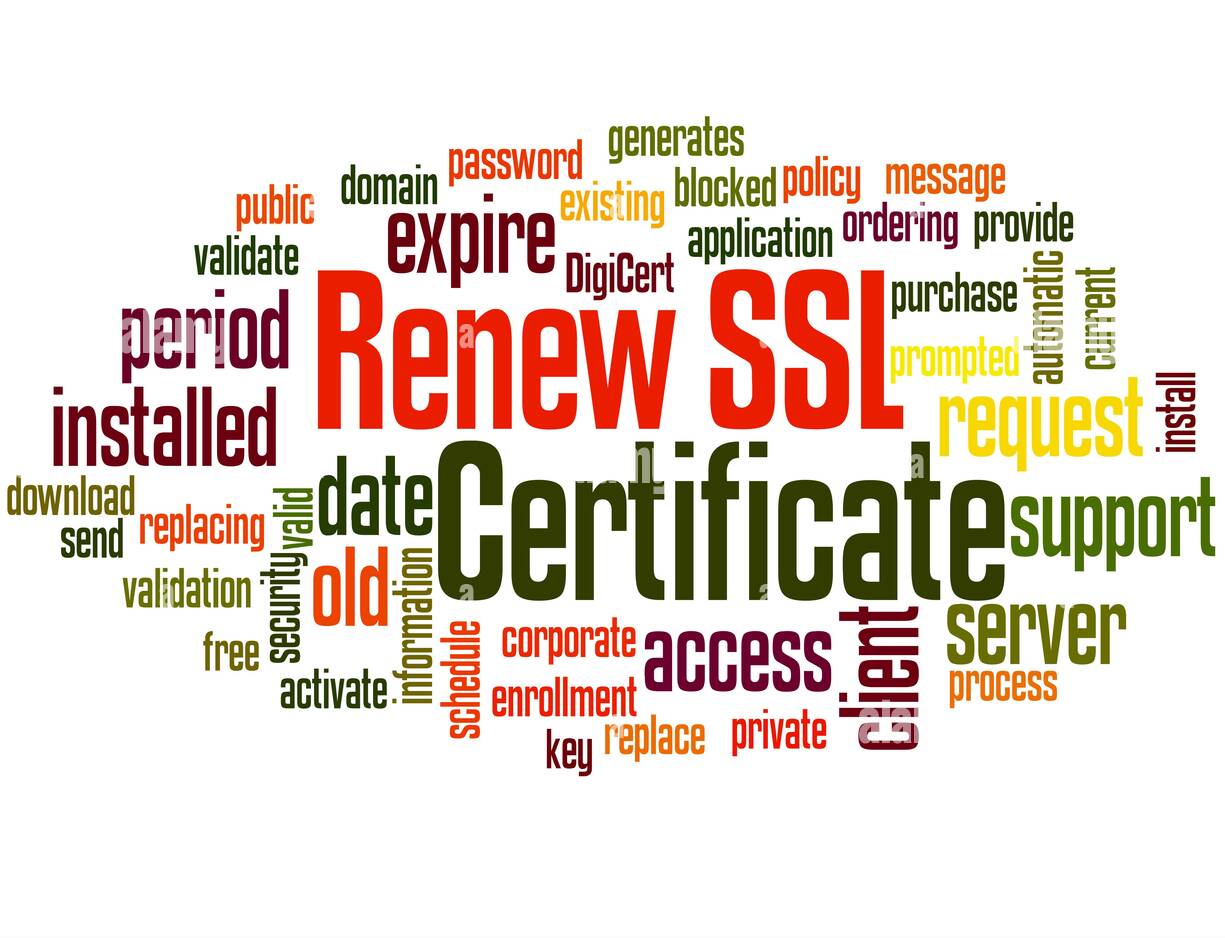 generates
password
domain
existing
blocked
policy
message
public
expire
application
ordering
provide
validate
DigiCert
period
Renew SSL
purchase
automatic
current
prompted
installed
request
install
date
Certificate
support
download
send
replacing
valid
validation
security
old
information
server
free
activate
schedule
corporate
access
client
process
enrollment
key
replace
private
alamy
a
a
a
a
a
a